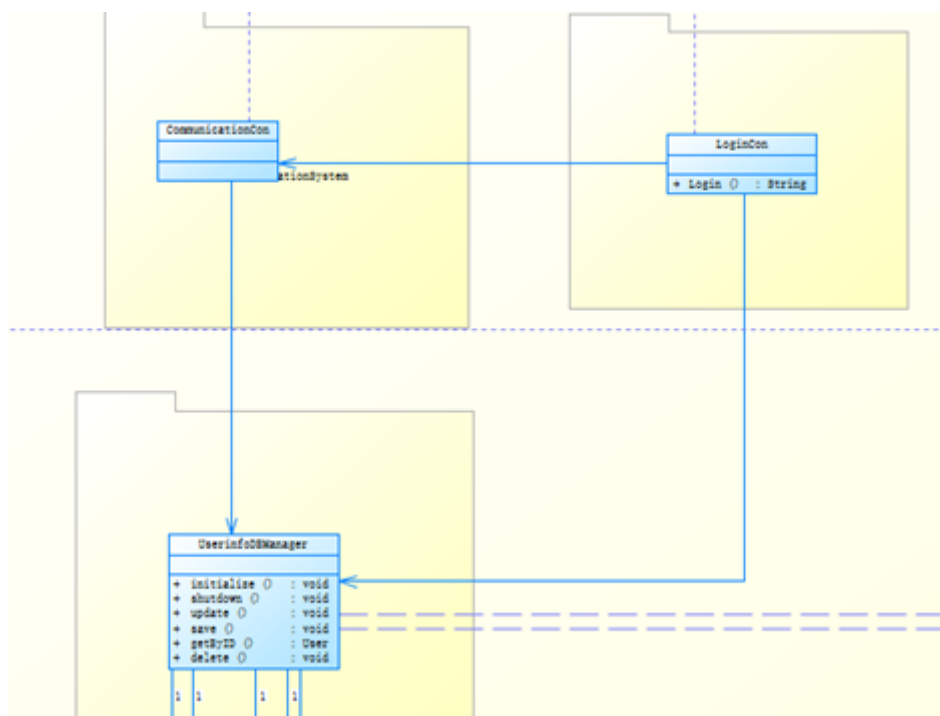 CommunicationCon
LoginCon
ationSystem
+ Login () : String
UserinfoDBManager
+ initialise () : void
+ shutdown () : void
+ update () : void
+ save () : void
+ getByID () : User
+ delete () : void
1 1 1 1